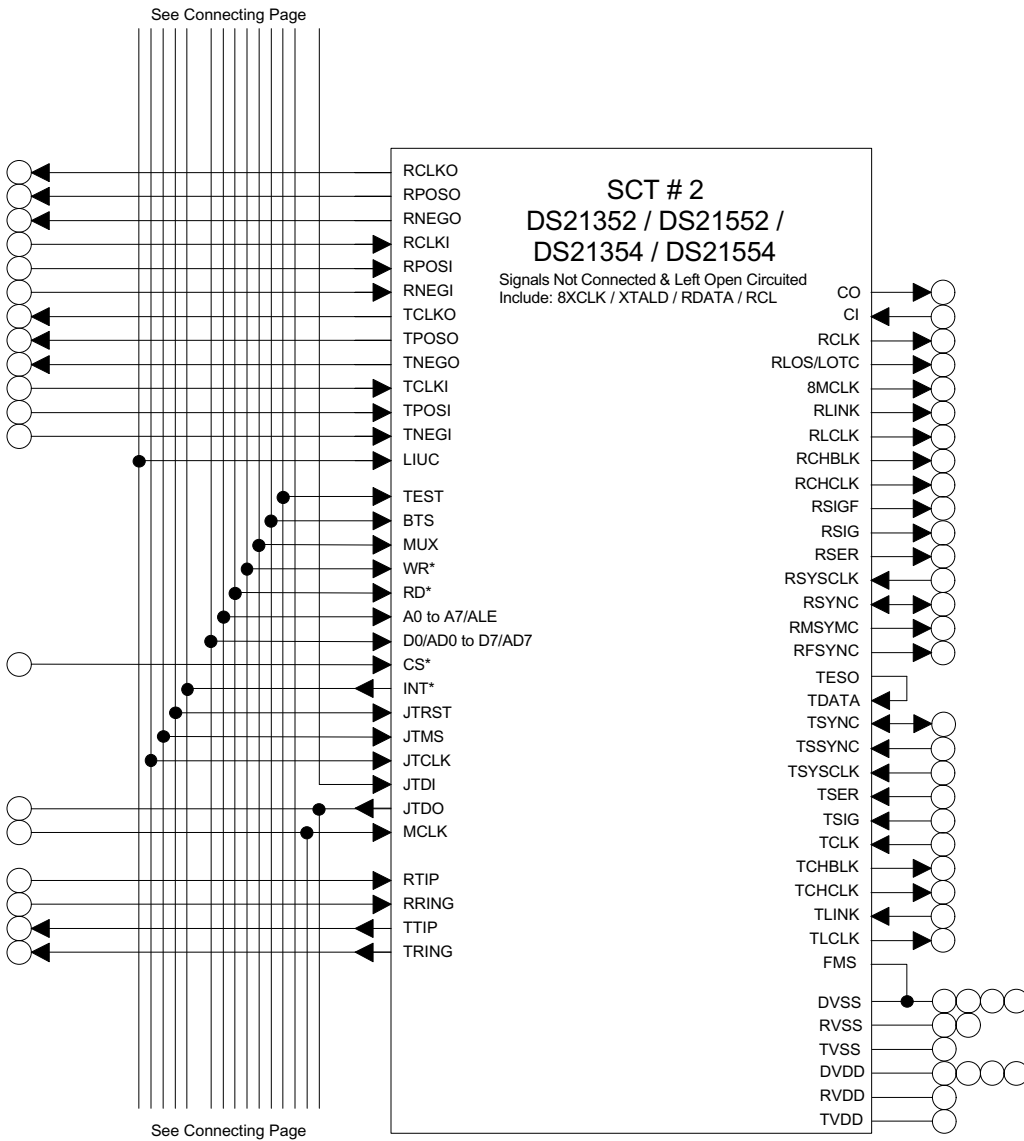 See Connecting Page
SCT # 2
DS21352 / DS21552 /
DS21354 / DS21554
Signals Not Connected & Left Open Circuited
Include: 8XCLK / XTALD / RDATA / RCL
RCLKO
RPOSO
RNEGO
RCLKI
RPOSI
RNEGI
TCLKO
TPOSO
TNEGO
TCLKI
TPOSI
TNEGI
LIUC
TEST
BTS
MUX
WR*
RD*
A0 to A7/ALE
D0/AD0 to D7/AD7
CS*
INT*
JTRST
JTMS
JTCLK
JTDI
JTDO
MCLK
RTIP
RRING
TTIP
TRING
CO
CI
RCLK
RLOS/LOTC
8MCLK
RLINK
RLCLK
RCHBLK
RCHCLK
RSIGF
RSIG
RSER
RSYSCLK
RSYNC
RMSYMC
RFSYNC
TESO
TDATA
TSYNC
TSSYNC
TSYSCLK
TSER
TSIG
TCLK
TCHBLK
TCHCLK
TLINK
TLCLK
FMS
DVSS
RVSS
TVSS
DVDD
RVDD
TVDD
See Connecting Page